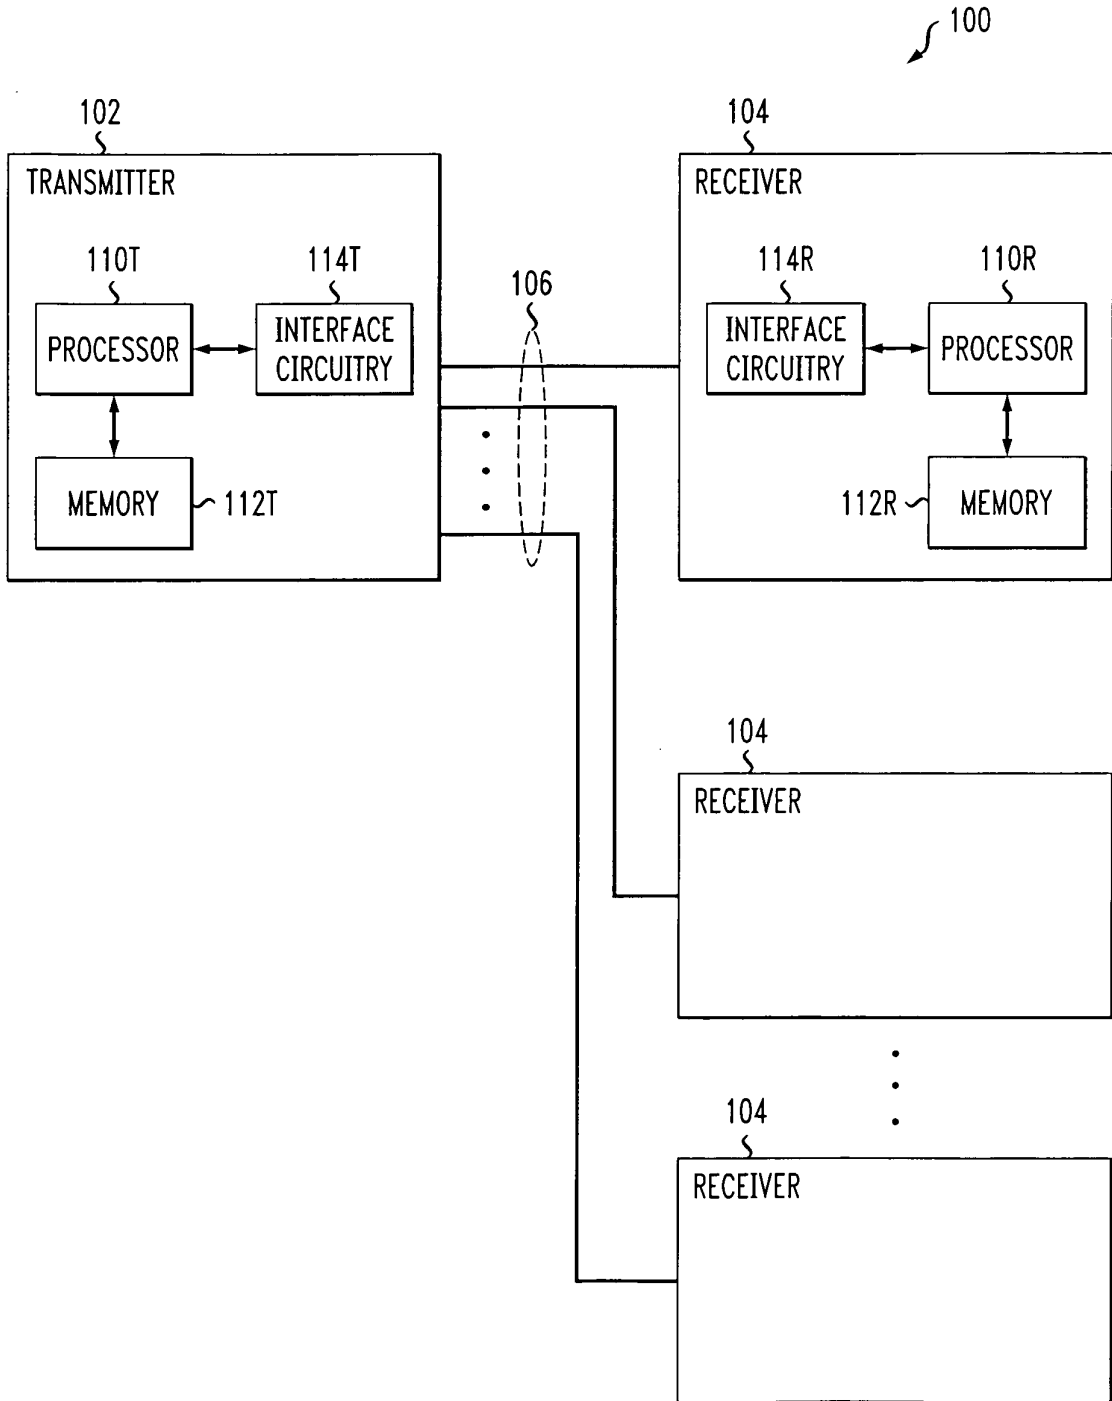 100
102
104
TRANSMITTER
RECEIVER
110T
114T
106
114R
110R
PROCESSOR
INTERFACE
CIRCUITRY
INTERFACE
CIRCUITRY
PROCESSOR
MEMORY
112T
112R
MEMORY
104
RECEIVER
104
RECEIVER